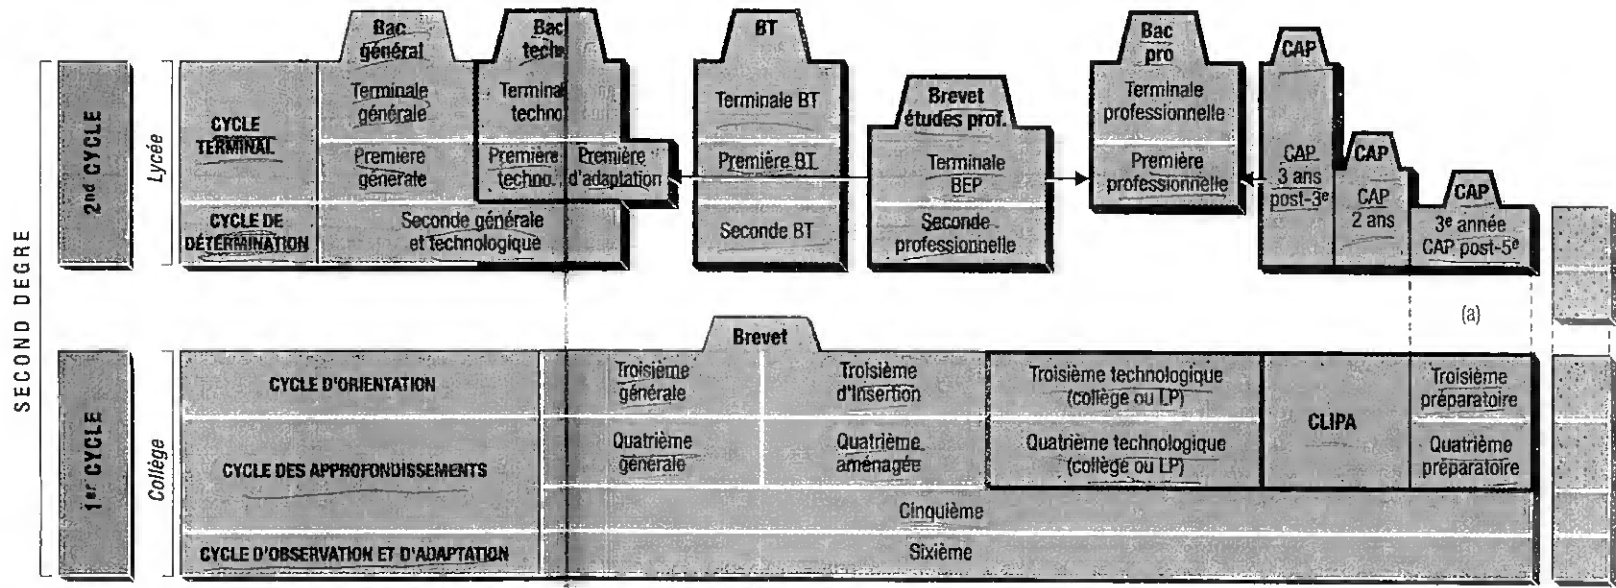 SECOND DEGRE
2nd CYCLE
Lycée
CYCLE
TERMINAL
CYCLE DE
DÉTERMINATION
Bac
général
Terminale
générale
Première
générale
Seconde générale
et technologique
Bac
techn.
Terminal
techno.
Première
techno.
Première
d'adaptation
BT
Terminale BT
Première BT
Seconde BT
Brevet
études prof.
Terminale
BEP
Seconde
professionnelle
Bac
pro
Terminale
professionnelle
Première
professionnelle
CAP
CAP
3 ans
post-3e
CAP
CAP
2 ans
CAP
3e année
CAP post-5e
(a)
1er CYCLE
Collège
Brevet
CYCLE D'ORIENTATION
Troisième
générale
Troisième
d'Insertion
Troisième technologique
(collège ou LP)
CLIPA
Troisième
préparatoire
CYCLE DES APPROFONDISSEMENTS
Quatrième
générale
Quatrième
aménagée
Quatrième technologique
(collège ou LP)
Quatrième
préparatoire
Cinquième
CYCLE D'OBSERVATION ET D'ADAPTATION
Sixième